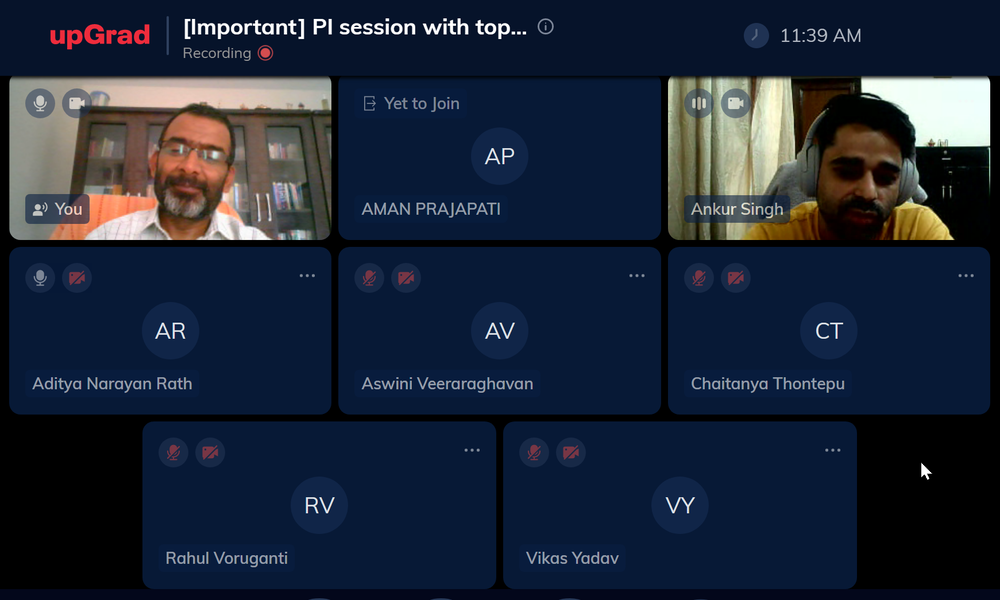 upGrad
[Important] PI session with top...
Recording
11:39 AM
You
Yet to Join
AP
AMAN PRAJAPATI
Ankur Singh
AR
Aditya Narayan Rath
AV
Aswini Veeraraghavan
CT
Chaitanya Thontepu
RV
Rahul Voruganti
VY
Vikas Yadav